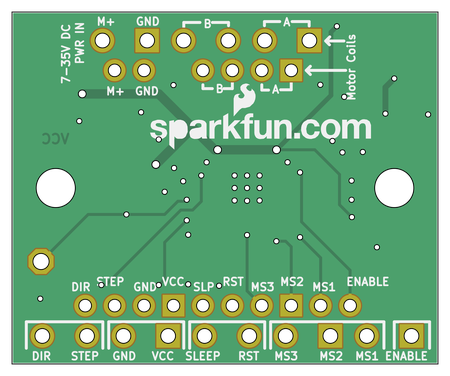 M+ GND B A
7-35V DC
PWR IN
M+ GND B A
Motor Coils
sparkfun.com
VCC
DIR STEP GND VCC SLP RST MS3 MS2 MS1 ENABLE
DIR STEP GND VCC SLEEP RST MS3 MS2 MS1 ENABLE